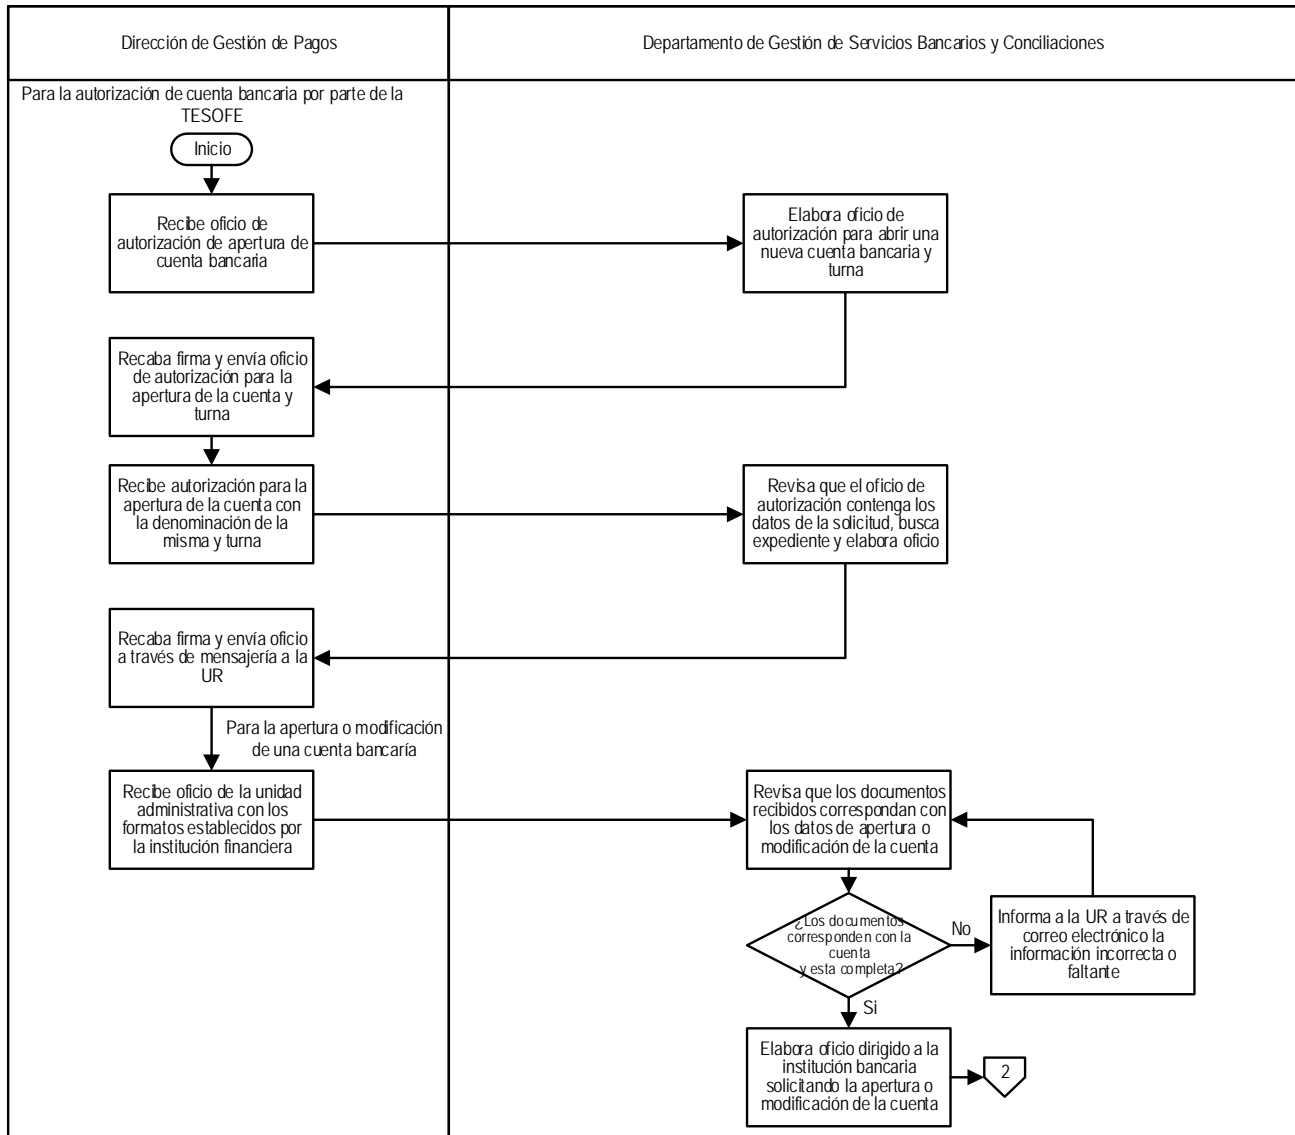 Dirección de Gestión de Pagos
Departamento de Gestión de Servicios Bancarios y Conciliaciones
Para la autorización de cuenta bancaria por parte de la
TESOFE
Inicio
Recibe oficio de
autorización de apertura de
cuenta bancaria
Elabora oficio de
autorización para abrir una
nueva cuenta bancaria y
turna
Recaba firma y envía oficio
de autorización para la
apertura de la cuenta y
turna
Recibe autorización para la
apertura de la cuenta con
la denominación de la
misma y turna
Revisa que el oficio de
autorización contenga los
datos de la solicitud, busca
expediente y elabora oficio
Recaba firma y envía oficio
a través de mensajería a la
UR
Para la apertura o modificación
de una cuenta bancaría
Recibe oficio de la unidad
administrativa con los
formatos establecidos por
la institución financiera
Revisa que los documentos
recibidos correspondan con
los datos de apertura o
modificación de la cuenta
¿Los documentos
corresponden con la
cuenta
y esta completa?
No
Informa a la UR a través de
correo electrónico la
información incorrecta o
faltante
Si
Elabora oficio dirigido a la
institución bancaria
solicitando la apertura o
modificación de la cuenta
2